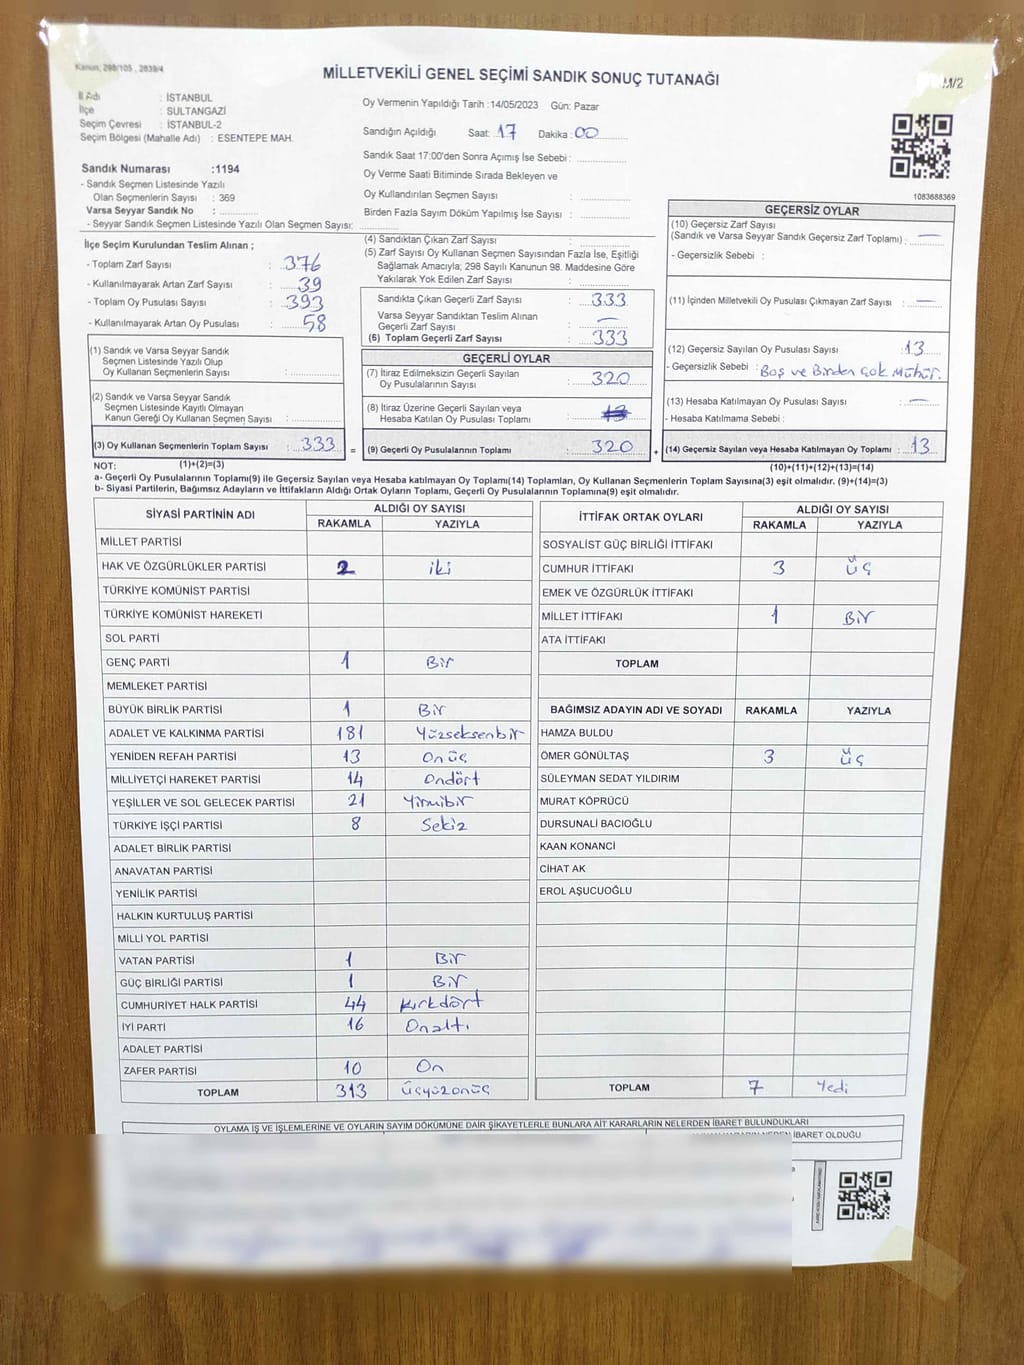 Kanun; 298/105 , 2839/4
MİLLETVEKİLİ GENEL SEÇİMİ SANDIK SONUÇ TUTANAĞI
M/2
İl Adı : İSTANBUL
İlçe : SULTANGAZİ
Seçim Çevresi : İSTANBUL-2
Seçim Bölgesi (Mahalle Adı) : ESENTEPE MAH.
Sandık Numarası :1194
- Sandık Seçmen Listesinde Yazılı
Olan Seçmenlerin Sayısı : 369
Varsa Seyyar Sandık No :
- Seyyar Sandık Seçmen Listesinde Yazılı Olan Seçmen Sayısı:
Oy Vermenin Yapıldığı Tarih :14/05/2023 Gün: Pazar
Sandığın Açıldığı Saat: 17 Dakika : 00
Sandık Saat 17:00'den Sonra Açımış İse Sebebi :
Oy Verme Saati Bitiminde Sırada Bekleyen ve
Oy Kullandırılan Seçmen Sayısı :
Birden Fazla Sayım Döküm Yapılmış İse Sayısı :
1083688369
İlçe Seçim Kurulundan Teslim Alınan ;
- Toplam Zarf Sayısı : 376
- Kullanılmayarak Artan Zarf Sayısı : 39
- Toplam Oy Pusulası Sayısı : 393
- Kullanılmayarak Artan Oy Pusulası : 58
(1) Sandık ve Varsa Seyyar Sandık
Seçmen Listesinde Yazılı Olup
Oy Kullanan Seçmenlerin Sayısı :
(2) Sandık ve Varsa Seyyar Sandık
Seçmen Listesinde Kayıtlı Olmayan
Kanun Gereği Oy Kullanan Seçmen Sayısı :
(3) Oy Kullanan Seçmenlerin Toplam Sayısı : 333 =
(4) Sandıktan Çıkan Zarf Sayısı :
(5) Zarf Sayısı Oy Kullanan Seçmen Sayısından Fazla İse, Eşitliği
Sağlamak Amacıyla; 298 Sayılı Kanunun 98. Maddesine Göre
Yakılarak Yok Edilen Zarf Sayısı :
Sandıkta Çıkan Geçerli Zarf Sayısı : 333
Varsa Seyyar Sandıktan Teslim Alınan
Geçerli Zarf Sayısı : —
(6) Toplam Geçerli Zarf Sayısı : 333
GEÇERLİ OYLAR
(7) İtiraz Edilmeksizin Geçerli Sayılan
Oy Pusulalarının Sayısı : 320
(8) İtiraz Üzerine Geçerli Sayılan veya
Hesaba Katılan Oy Pusulası Toplamı : 13
(9) Geçerli Oy Pusulalarının Toplamı : 320 +
GEÇERSİZ OYLAR
(10) Geçersiz Zarf Sayısı
(Sandık ve Varsa Seyyar Sandık Geçersiz Zarf Toplamı) : —
- Geçersizlik Sebebi :
(11) İçinden Milletvekili Oy Pusulası Çıkmayan Zarf Sayısı : —
(12) Geçersiz Sayılan Oy Pusulası Sayısı : 13
- Geçersizlik Sebebi : Boş ve Birden Çok Mühür.
(13) Hesaba Katılmayan Oy Pusulası Sayısı : —
- Hesaba Katılmama Sebebi :
(14) Geçersiz Sayılan veya Hesaba Katılmayan Oy Toplamı : 13
NOT: (1)+(2)=(3) (10)+(11)+(12)+(13)=(14)
a- Geçerli Oy Pusulalarının Toplamı(9) ile Geçersiz Sayılan veya Hesaba katılmayan Oy Toplamı(14) Toplamları, Oy Kullanan Seçmenlerin Toplam Sayısına(3) eşit olmalıdır. (9)+(14)=(3)
b- Siyasi Partilerin, Bağımsız Adayların ve İttifakların Aldığı Ortak Oyların Toplamı, Geçerli Oy Pusulalarının Toplamına(9) eşit olmalıdır.
SİYASİ PARTİNİN ADI ALDIĞI OY SAYISI
RAKAMLA YAZIYLA
MİLLET PARTİSİ
HAK VE ÖZGÜRLÜKLER PARTİSİ 2 iki
TÜRKİYE KOMÜNİST PARTİSİ
TÜRKİYE KOMÜNİST HAREKETİ
SOL PARTİ
GENÇ PARTİ 1 Bir
MEMLEKET PARTİSİ
BÜYÜK BİRLİK PARTİSİ 1 Bir
ADALET VE KALKINMA PARTİSİ 181 Yüzseksenbir
YENİDEN REFAH PARTİSİ 13 Onüç
MİLLİYETÇİ HAREKET PARTİSİ 14 Ondört
YEŞİLLER VE SOL GELECEK PARTİSİ 21 Yirmibir
TÜRKİYE İŞÇİ PARTİSİ 8 Sekiz
ADALET BİRLİK PARTİSİ
ANAVATAN PARTİSİ
YENİLİK PARTİSİ
HALKIN KURTULUŞ PARTİSİ
MİLLİ YOL PARTİSİ
VATAN PARTİSİ 1 Bir
GÜÇ BİRLİĞİ PARTİSİ 1 Bir
CUMHURİYET HALK PARTİSİ 44 Kırkdört
İYİ PARTİ 16 Onaltı
ADALET PARTİSİ
ZAFER PARTİSİ 10 On
TOPLAM 313 Üçyüzonüç
İTTİFAK ORTAK OYLARI ALDIĞI OY SAYISI
RAKAMLA YAZIYLA
SOSYALİST GÜÇ BİRLİĞİ İTTİFAKI
CUMHUR İTTİFAKI 3 Üç
EMEK VE ÖZGÜRLÜK İTTİFAKI
MİLLET İTTİFAKI 1 Bir
ATA İTTİFAKI
TOPLAM
BAĞIMSIZ ADAYIN ADI VE SOYADI RAKAMLA YAZIYLA
HAMZA BULDU
ÖMER GÖNÜLTAŞ 3 üç
SÜLEYMAN SEDAT YILDIRIM
MURAT KÖPRÜCÜ
DURSUNALİ BACIOĞLU
KAAN KONANCİ
CİHAT AK
EROL AŞUCUOĞLU
TOPLAM 7 Yedi
OYLAMA İŞ VE İŞLEMLERİNE VE OYLARIN SAYIM DÖKÜMÜNE DAİR ŞİKAYETLERLE BUNLARA AİT KARARLARIN NELERDEN İBARET BULUNDUKLARI
İBARET OLDUĞU